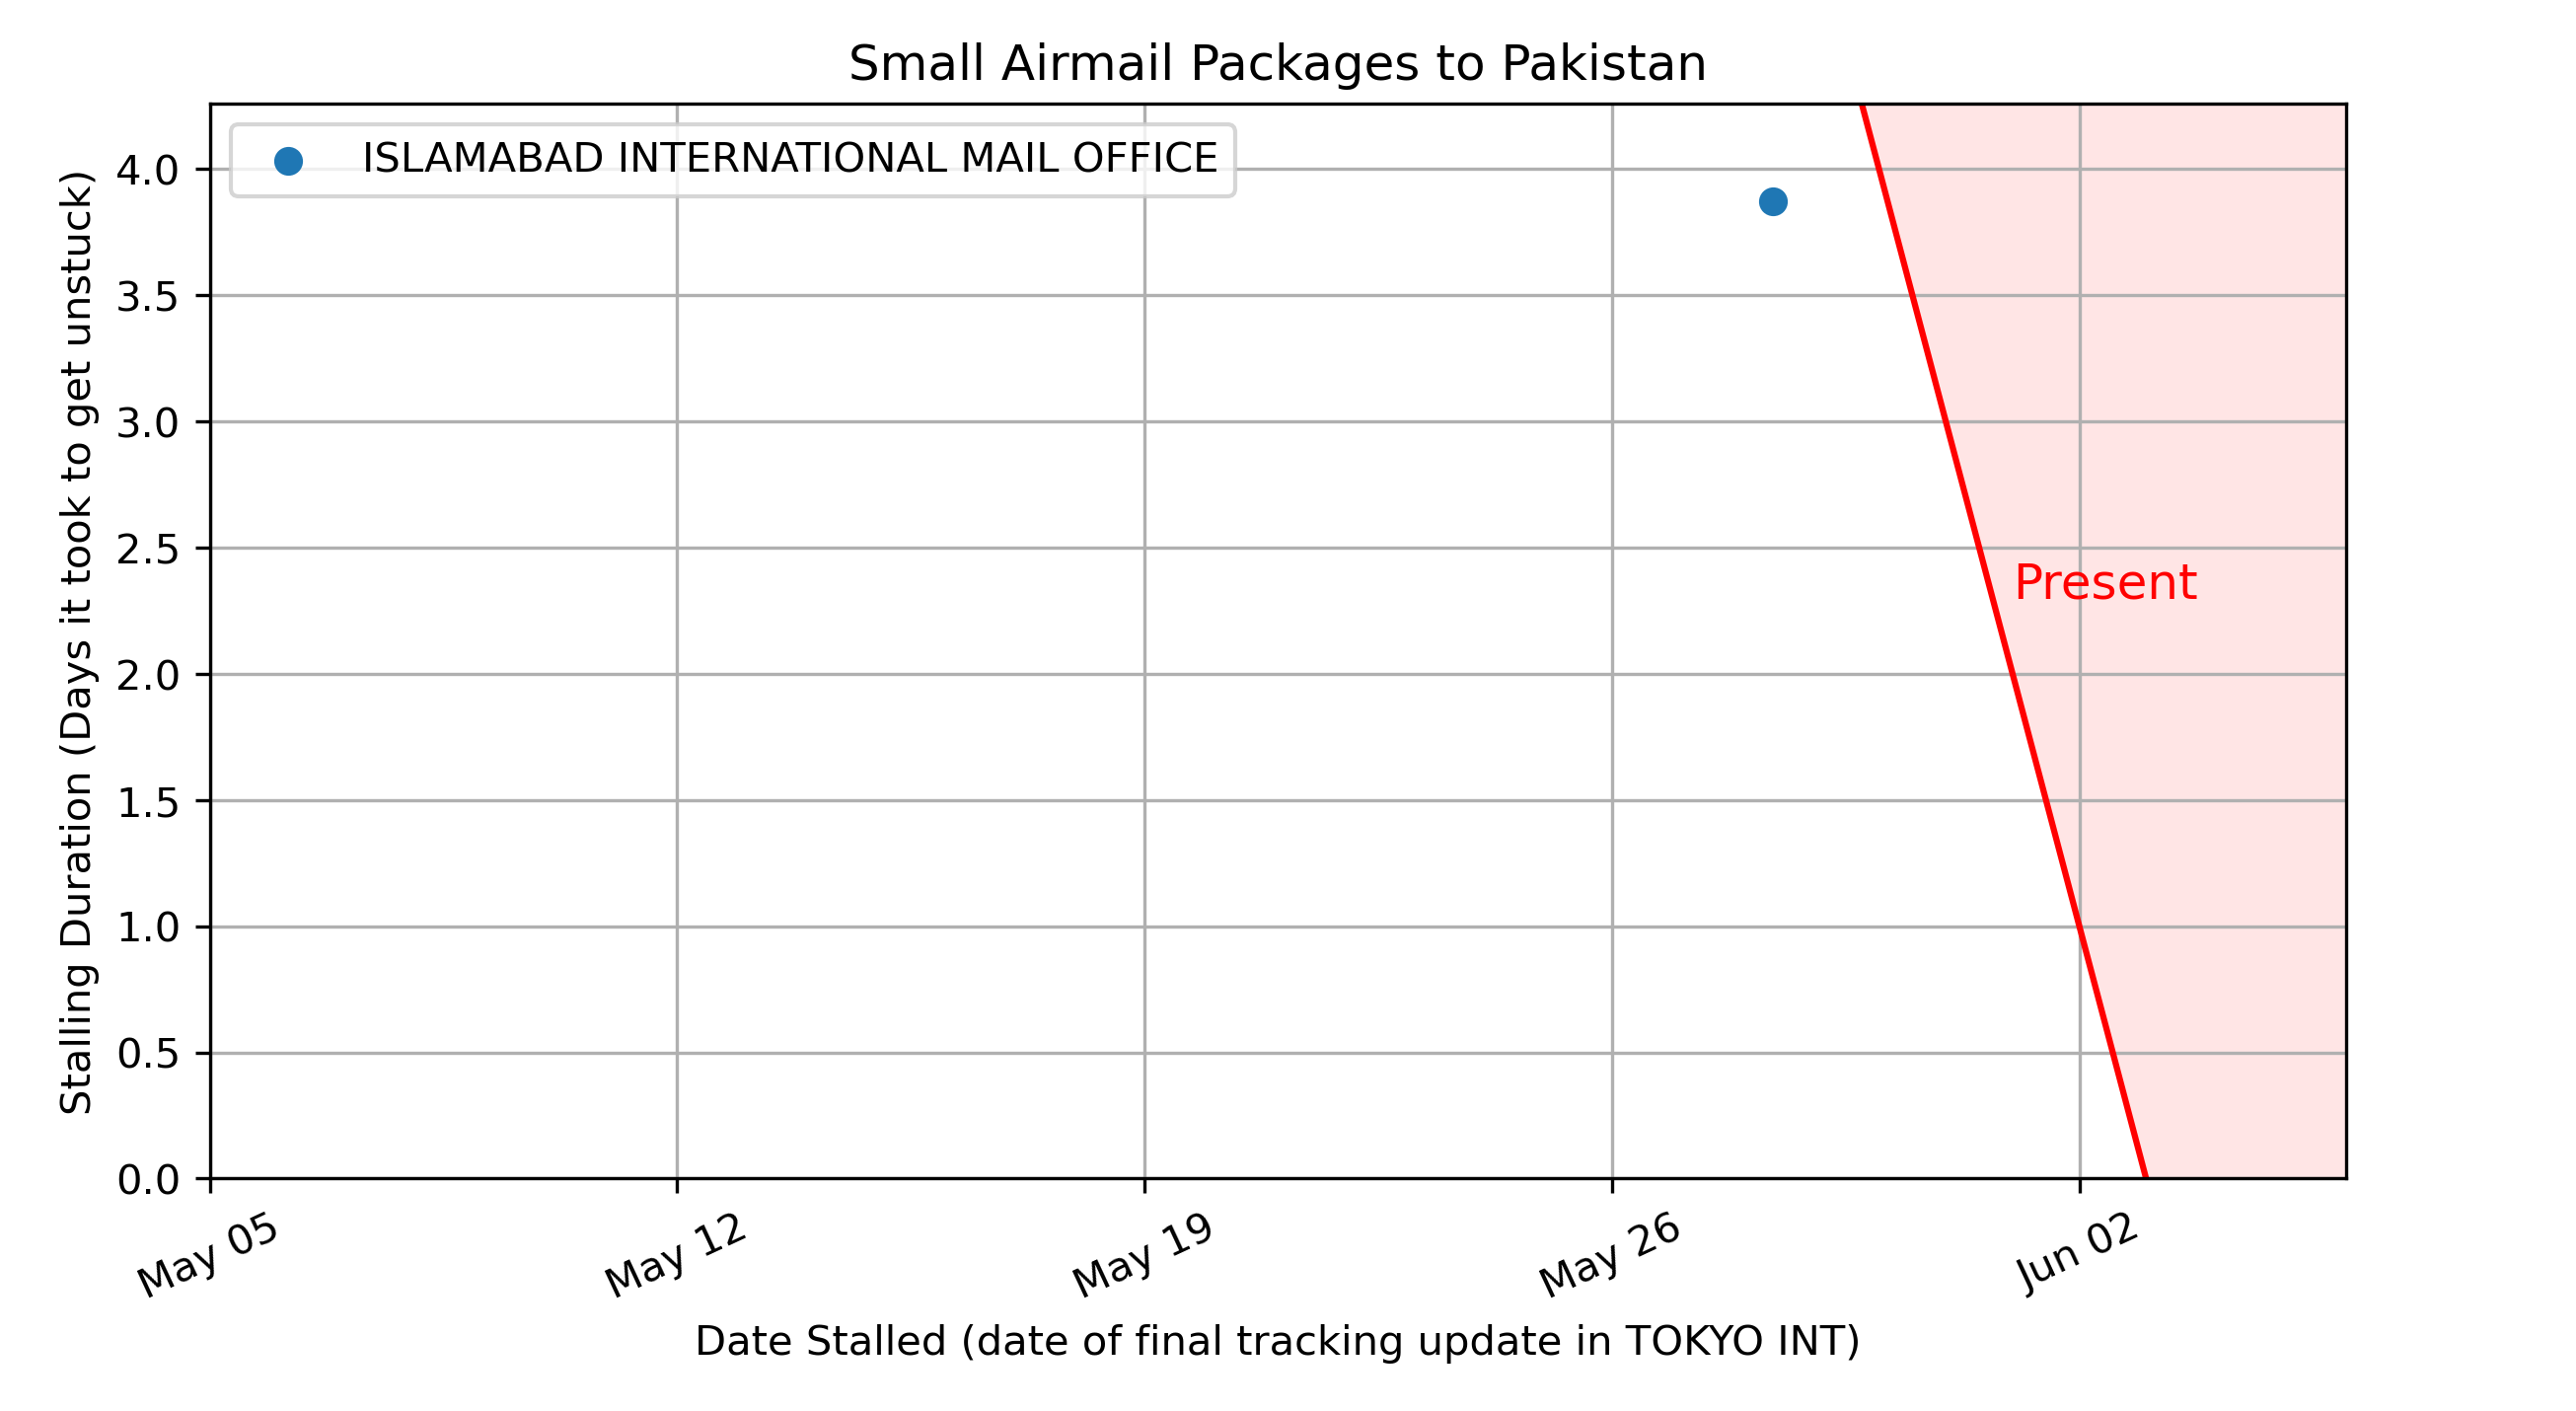 Small Airmail Packages to Pakistan
ISLAMABAD INTERNATIONAL MAIL OFFICE
Stalling Duration (Days it took to get unstuck)
4.0
3.5
3.0
2.5
2.0
1.5
1.0
0.5
0.0
Present
May 05
May 12
May 19
May 26
Jun 02
Date Stalled (date of final tracking update in TOKYO INT)